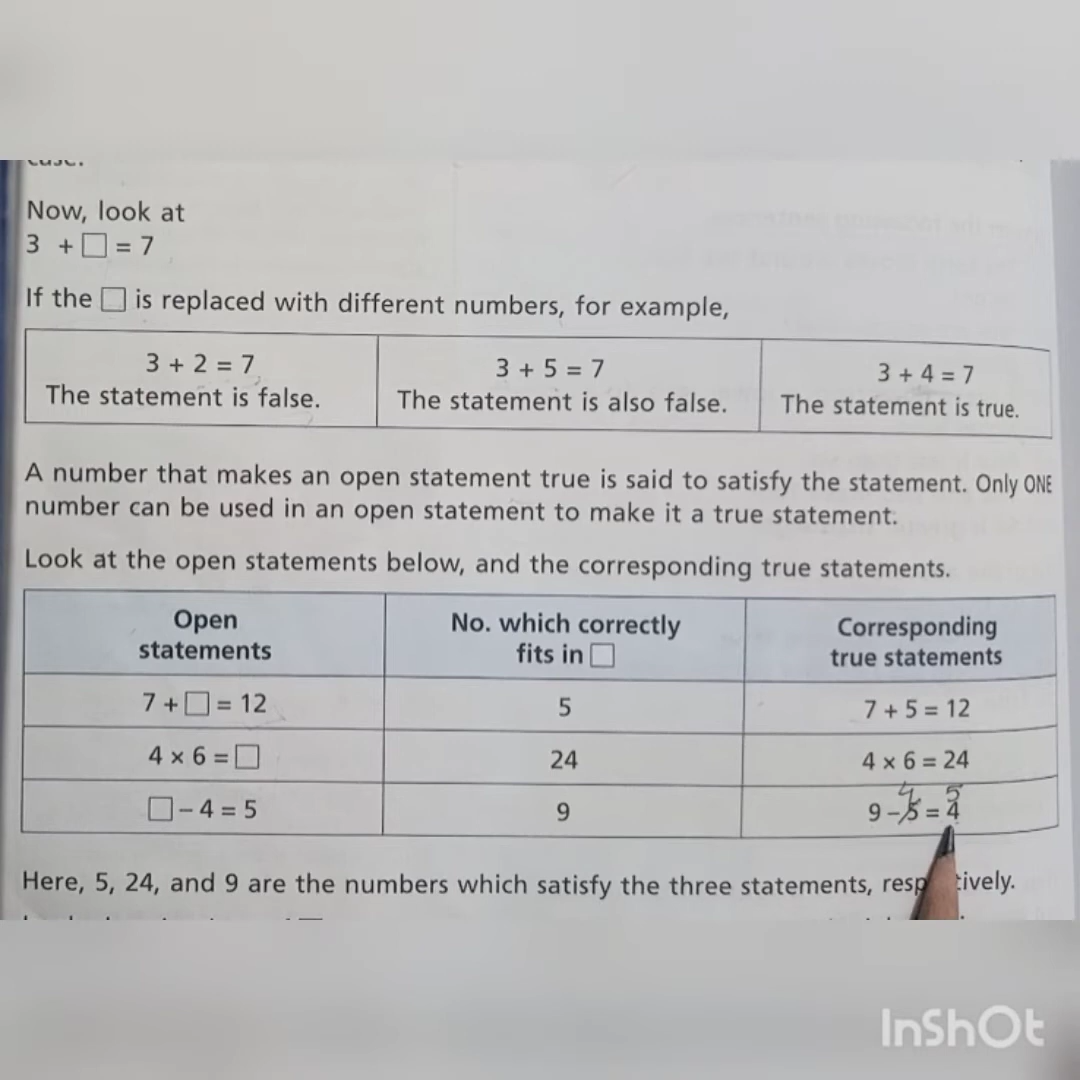 Now, look at
3 + □ = 7
If the □ is replaced with different numbers, for example,
3 + 2 = 7
The statement is false.
3 + 5 = 7
The statement is also false.
3 + 4 = 7
The statement is true.
A number that makes an open statement true is said to satisfy the statement. Only ONE
number can be used in an open statement to make it a true statement.
Look at the open statements below, and the corresponding true statements.
Open
statements
No. which correctly
fits in □
Corresponding
true statements
7 + □ = 12
5
7 + 5 = 12
4 × 6 = □
24
4 × 6 = 24
□ – 4 = 5
9
4 5
9 – 5 = 4
Here, 5, 24, and 9 are the numbers which satisfy the three statements,
InShOt